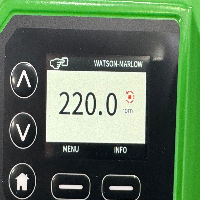 WATSON-MARLOW
220.0
rpm
MENU INFO